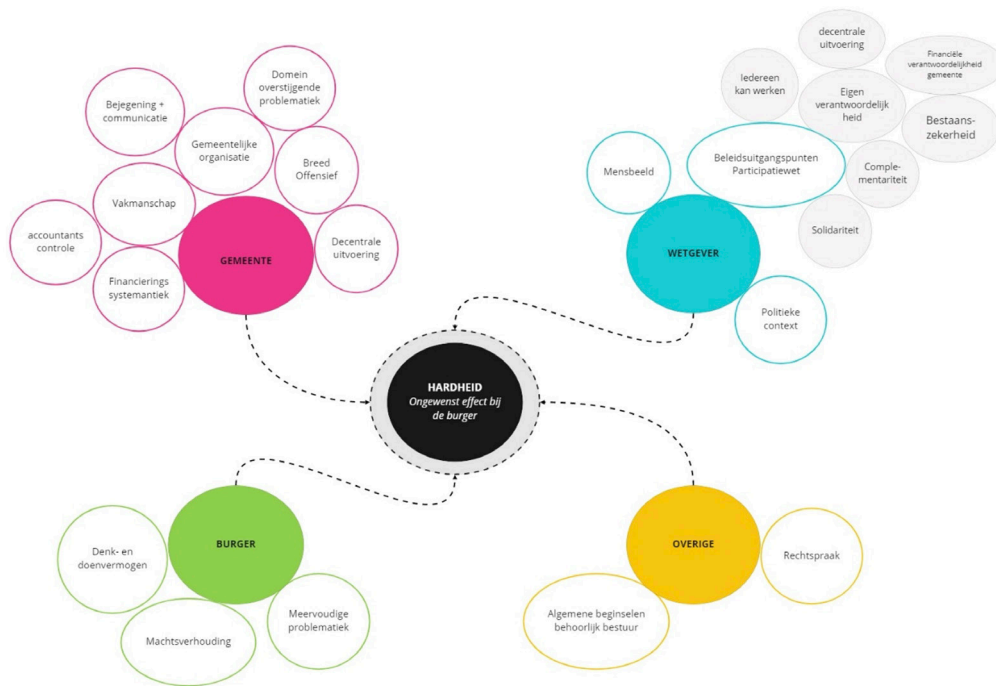 Domein
overstijgende
problematiek
Bejegening +
communicatie
Gemeentelijke
organisatie
Breed
Offensief
Vakmanschap
accountants
controle
Financierings
systemantiek
GEMEENTE
Decentrale
uitvoering
decentrale
uitvoering
Financiële
verantwoordelijkheid
gemeente
Iedereen
kan werken
Eigen
verantwoordelijk
heid
Bestaans-
zekerheid
Mensbeeld
Beleidsuitgangspunten
Participatiewet
Comple-
mentariteit
Solidariteit
WETGEVER
Politieke
context
HARDHEID
Ongewenst effect bij
de burger
Denk- en
doenvermogen
BURGER
Machtsverhouding
Meervoudige
problematiek
OVERIGE
Rechtspraak
Algemene beginselen
behoorlijk bestuur